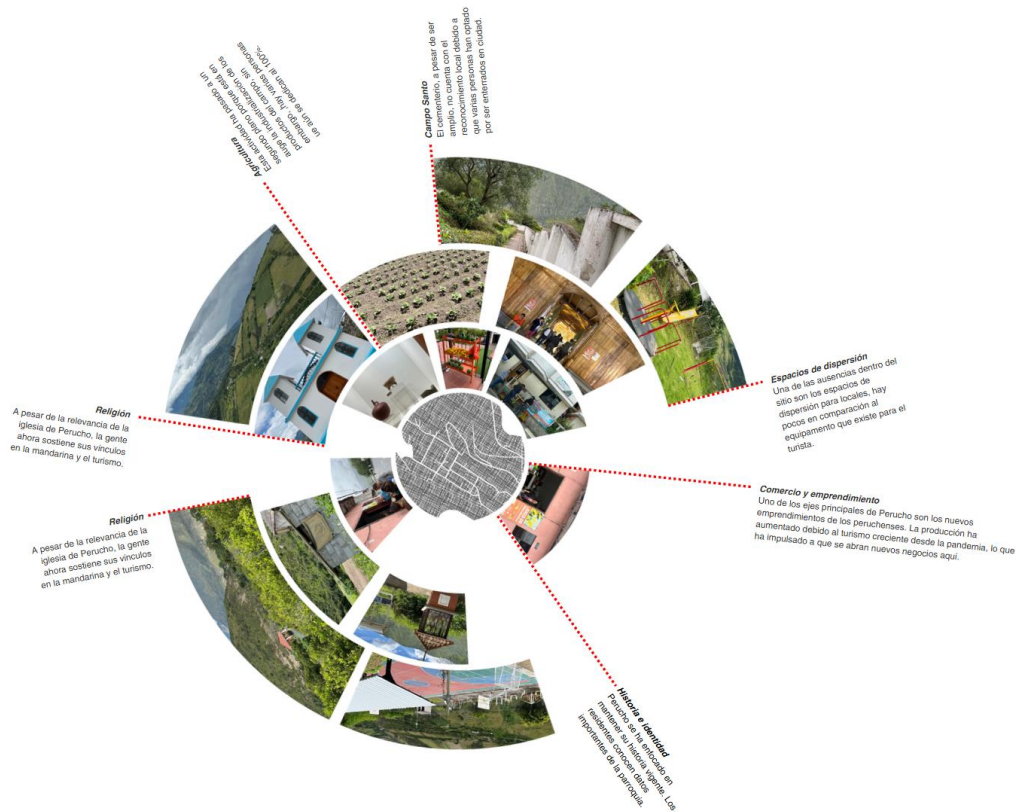 Agricultura
Esta actividad ha pasado a un
segundo plano porque está en
auge la industrialización de los
productos del campo, sin
embargo, hay varias personas
ue aún se dedican al 100%.
Campo Santo
El cementerio, a pesar de ser
amplio, no cuenta con el
reconocimiento local debido a
que varias personas han optado
por ser enterrados en ciudad.
Espacios de dispersión
Una de las ausencias dentro del
sitio son los espacios de
dispersión para locales, hay
pocos en comparación al
equipamento que existe para el
turista.
Religión
A pesar de la relevancia de la
iglesia de Perucho, la gente
ahora sostiene sus vínculos
en la mandarina y el turismo.
Comercio y emprendimiento
Uno de los ejes principales de Perucho son los nuevos
emprendimientos de los peruchenses. La producción ha
aumentado debido al turismo creciente desde la pandemia, lo que
ha impulsado a que se abran nuevos negocios aquí.
Religión
A pesar de la relevancia de la
iglesia de Perucho, la gente
ahora sostiene sus vínculos
en la mandarina y el turismo.
Historia e identidad
Perucho se ha enfocado en
mantener su historia vigente. Los
residentes conocen datos
importantes de la parroquia.